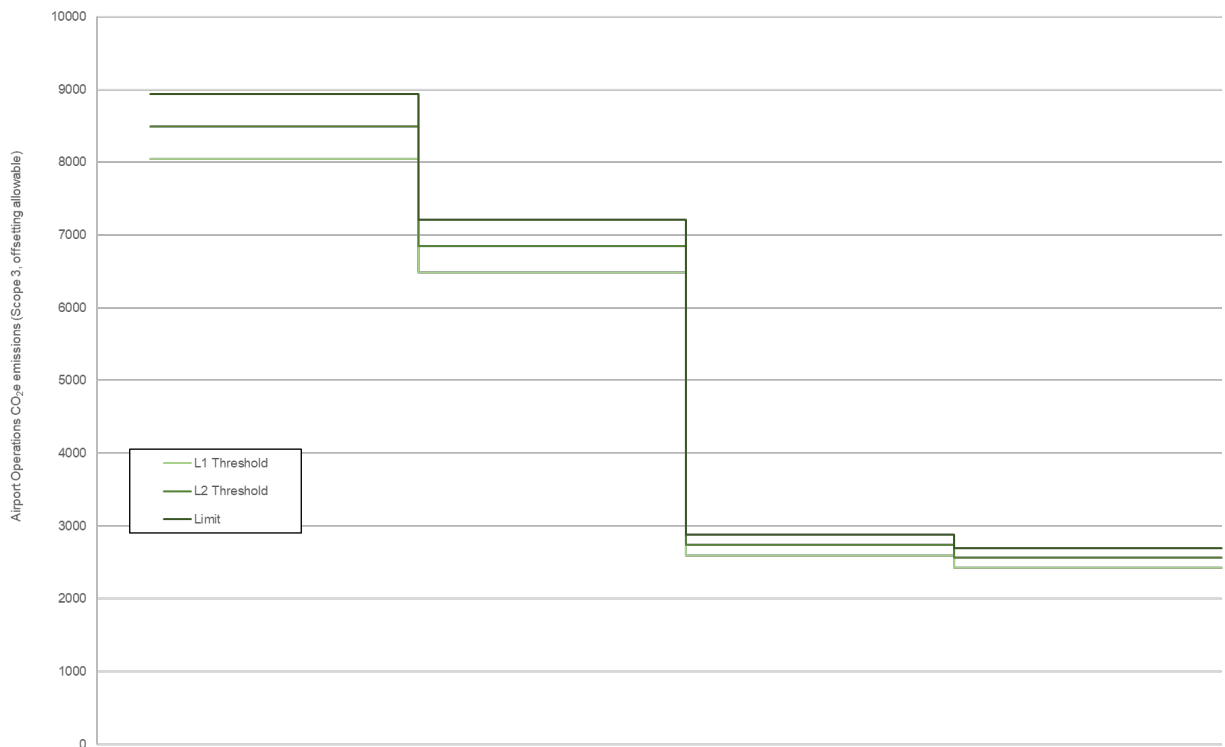 10000
9000
8000
7000
6000
5000
4000
3000
2000
1000
0
Airport Operations CO₂e emissions (Scope 3, offsetting allowable)
L1 Threshold
L2 Threshold
Limit